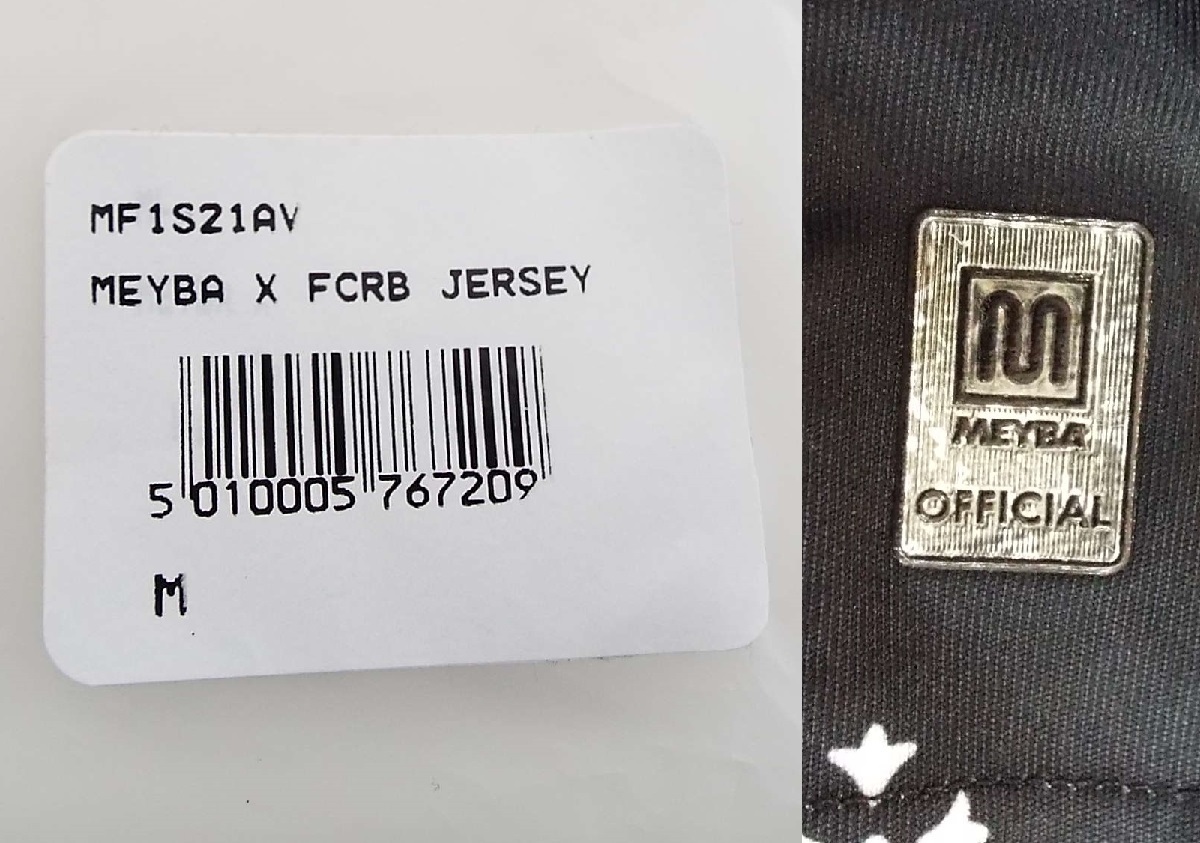 MF1S21AV
MEYBA X FCRB JERSEY
5 010005 767209
M
M
MEYBA
OFFICIAL